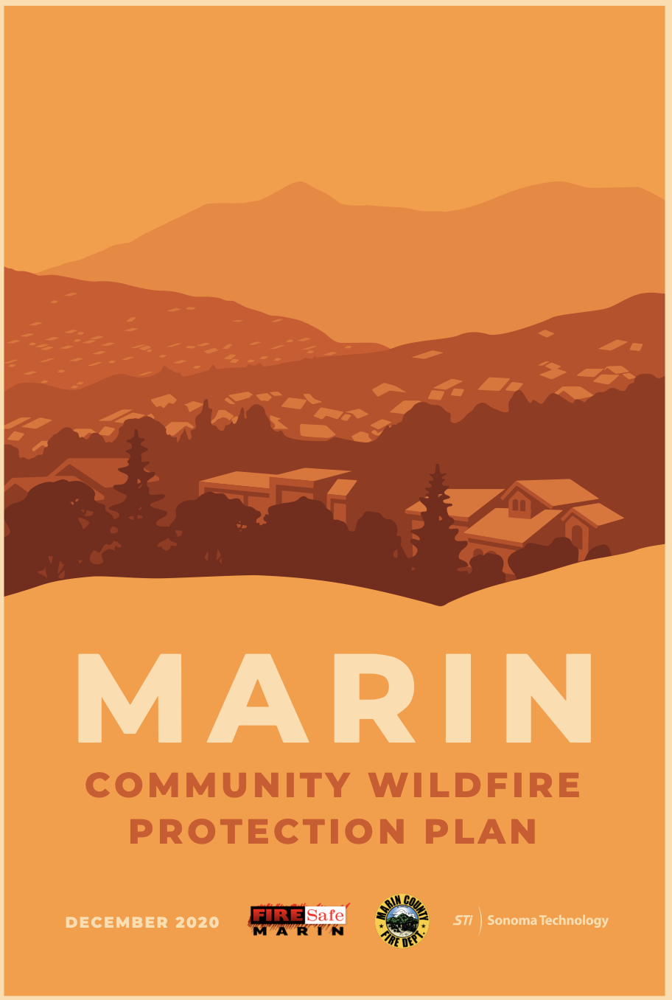 MARIN
COMMUNITY WILDFIRE
PROTECTION PLAN
DECEMBER 2020
FIRE Safe
MARIN
MARIN COUNTY
FIRE DEPT.
STi Sonoma Technology